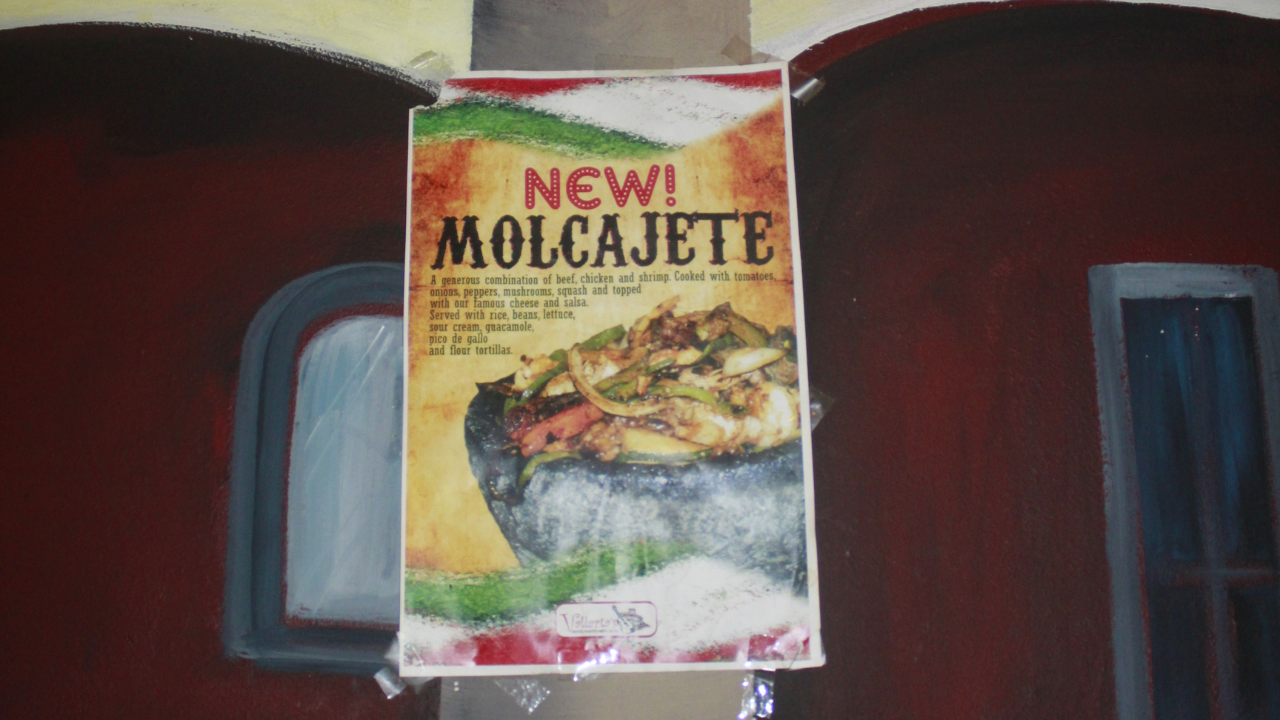 NEW!
MOLCAJETE
A generous combination of beef, chicken and shrimp. Cooked with tomatoes,
onions, peppers, mushrooms, squash and topped
with our famous cheese and salsa.
Served with rice, beans, lettuce,
sour cream, guacamole,
pico de gallo
and flour tortillas.